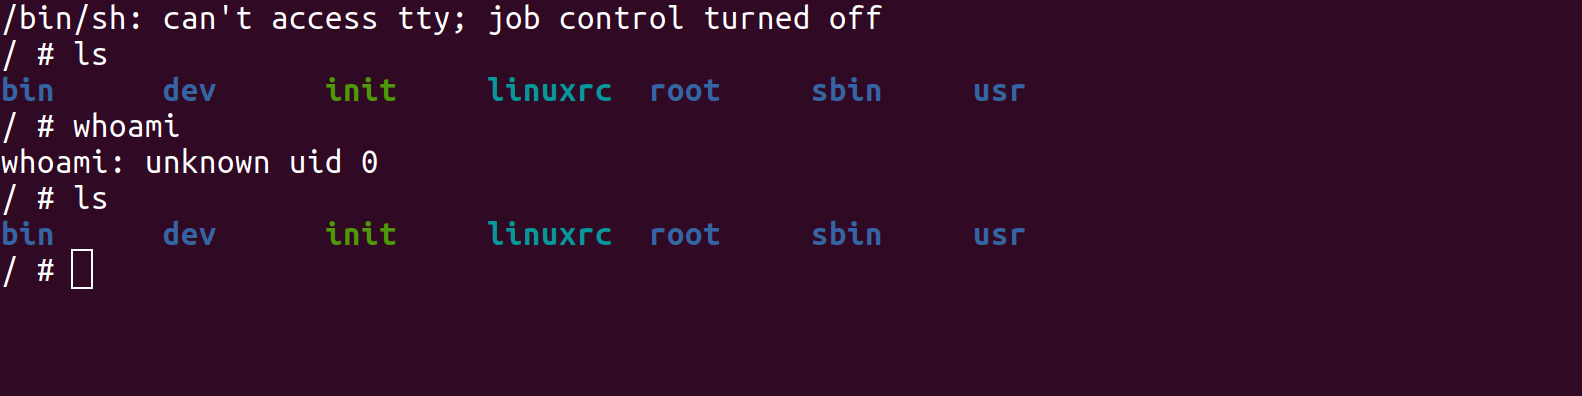 /bin/sh: can't access tty; job control turned off
/ # ls
bin      dev      init     linuxrc  root     sbin     usr
/ # whoami
whoami: unknown uid 0
/ # ls
bin      dev      init     linuxrc  root     sbin     usr
/ #